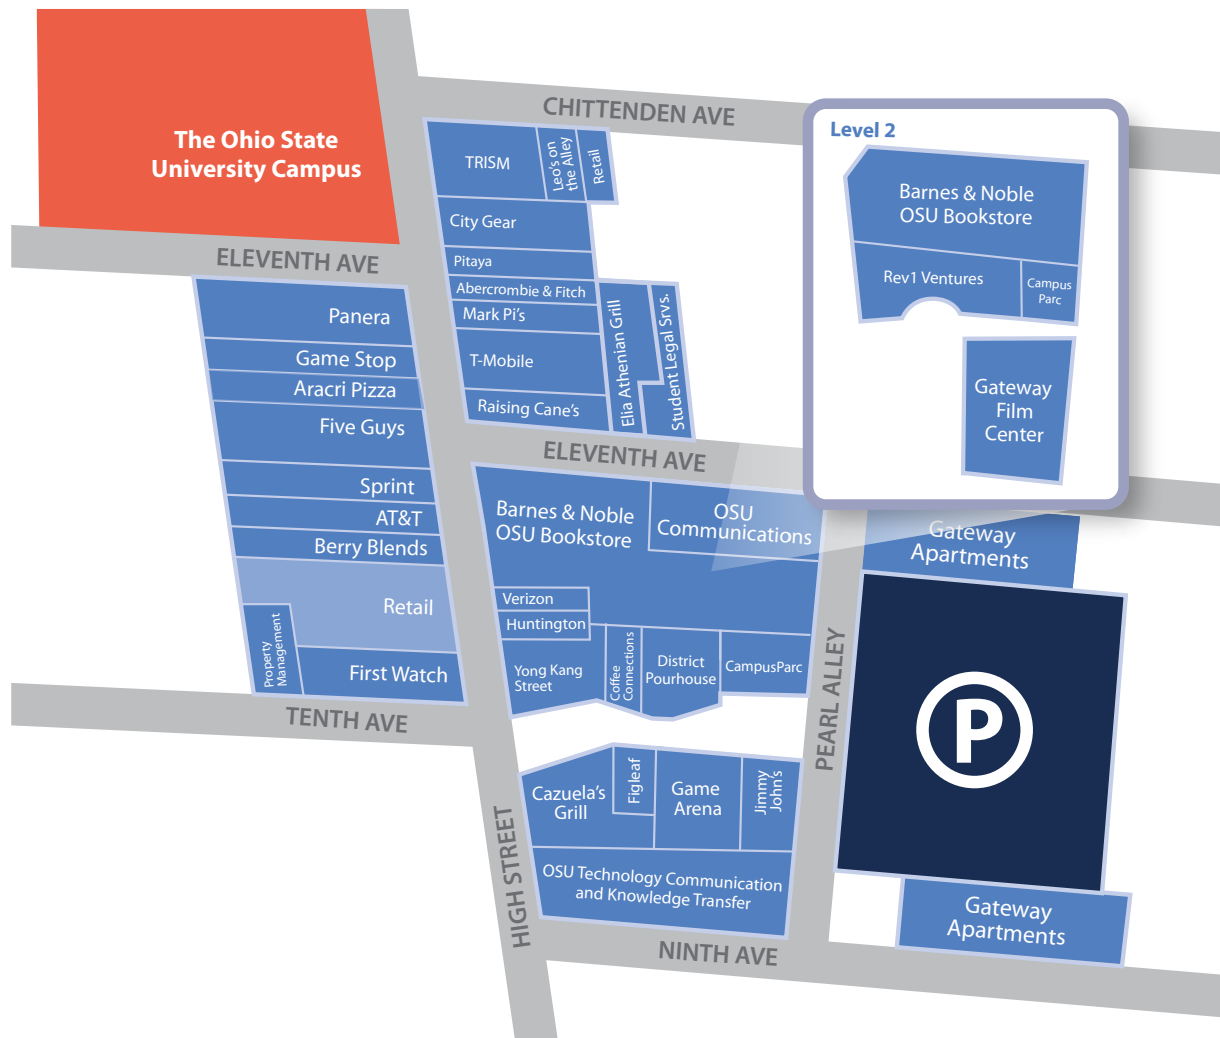 The Ohio State
University Campus
CHITTENDEN AVE
Level 2
Barnes & Noble
OSU Bookstore
Rev1 Ventures
Campus
Parc
Gateway
Film
Center
TRISM
Leo's on
the Alley
Retail
City Gear
Pitaya
Abercrombie & Fitch
Mark Pi's
T-Mobile
Raising Cane's
Elia Athenian Grill
Student Legal Srvs.
ELEVENTH AVE
Panera
Game Stop
Aracri Pizza
Five Guys
Sprint
AT&T
Berry Blends
Retail
Property
Management
First Watch
TENTH AVE
ELEVENTH AVE
Barnes & Noble
OSU Bookstore
OSU
Communications
Verizon
Huntington
Yong Kang
Street
Coffee
Connections
District
Pourhouse
CampusParc
Gateway
Apartments
PEARL ALLEY
P
Cazuela's
Grill
Figleaf
Game
Arena
Jimmy
John's
OSU Technology Communication
and Knowledge Transfer
HIGH STREET
NINTH AVE
Gateway
Apartments